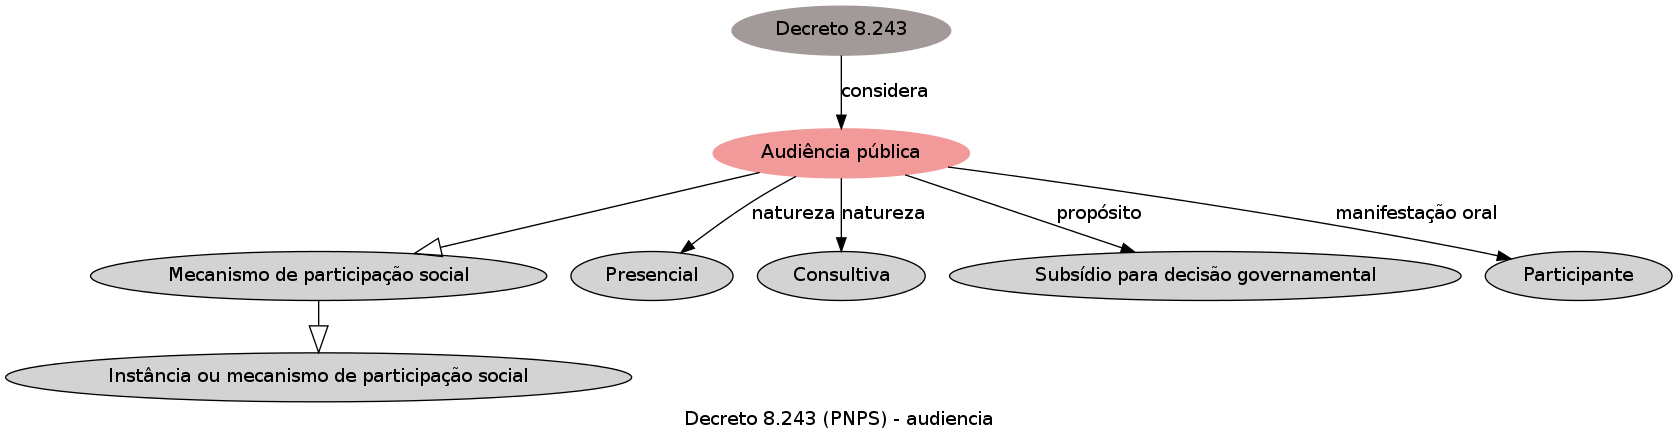 Decreto 8.243
considera
Audiência pública
natureza
natureza
propósito
manifestação oral
Mecanismo de participação social
Presencial
Consultiva
Subsídio para decisão governamental
Participante
Instância ou mecanismo de participação social
Decreto 8.243 (PNPS) - audiencia